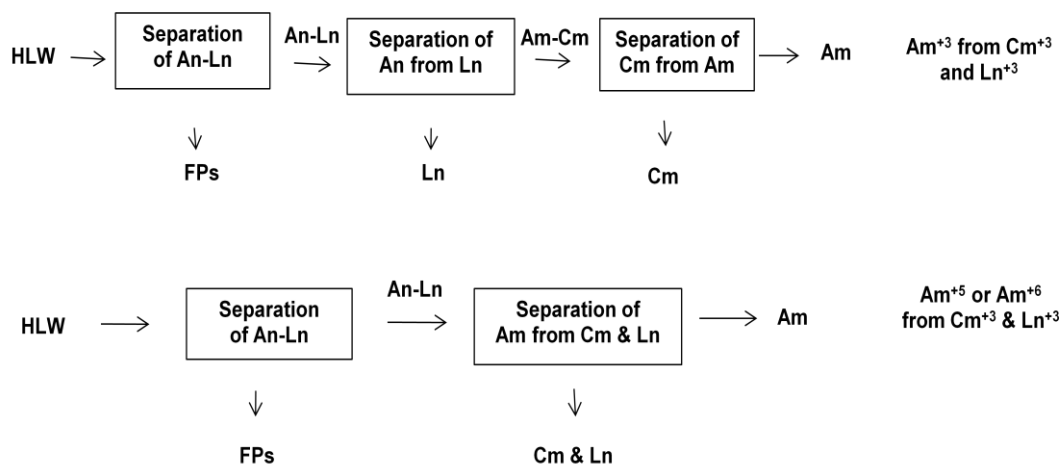 HLW
Separation
of An-Ln
An-Ln
Separation of
An from Ln
Am-Cm
Separation of
Cm from Am
Am
Am+3 from Cm+3
and Ln+3
FPs
Ln
Cm
HLW
Separation
of An-Ln
An-Ln
Separation of
Am from Cm & Ln
Am
Am+5 or Am+6
from Cm+3 & Ln+3
FPs
Cm & Ln